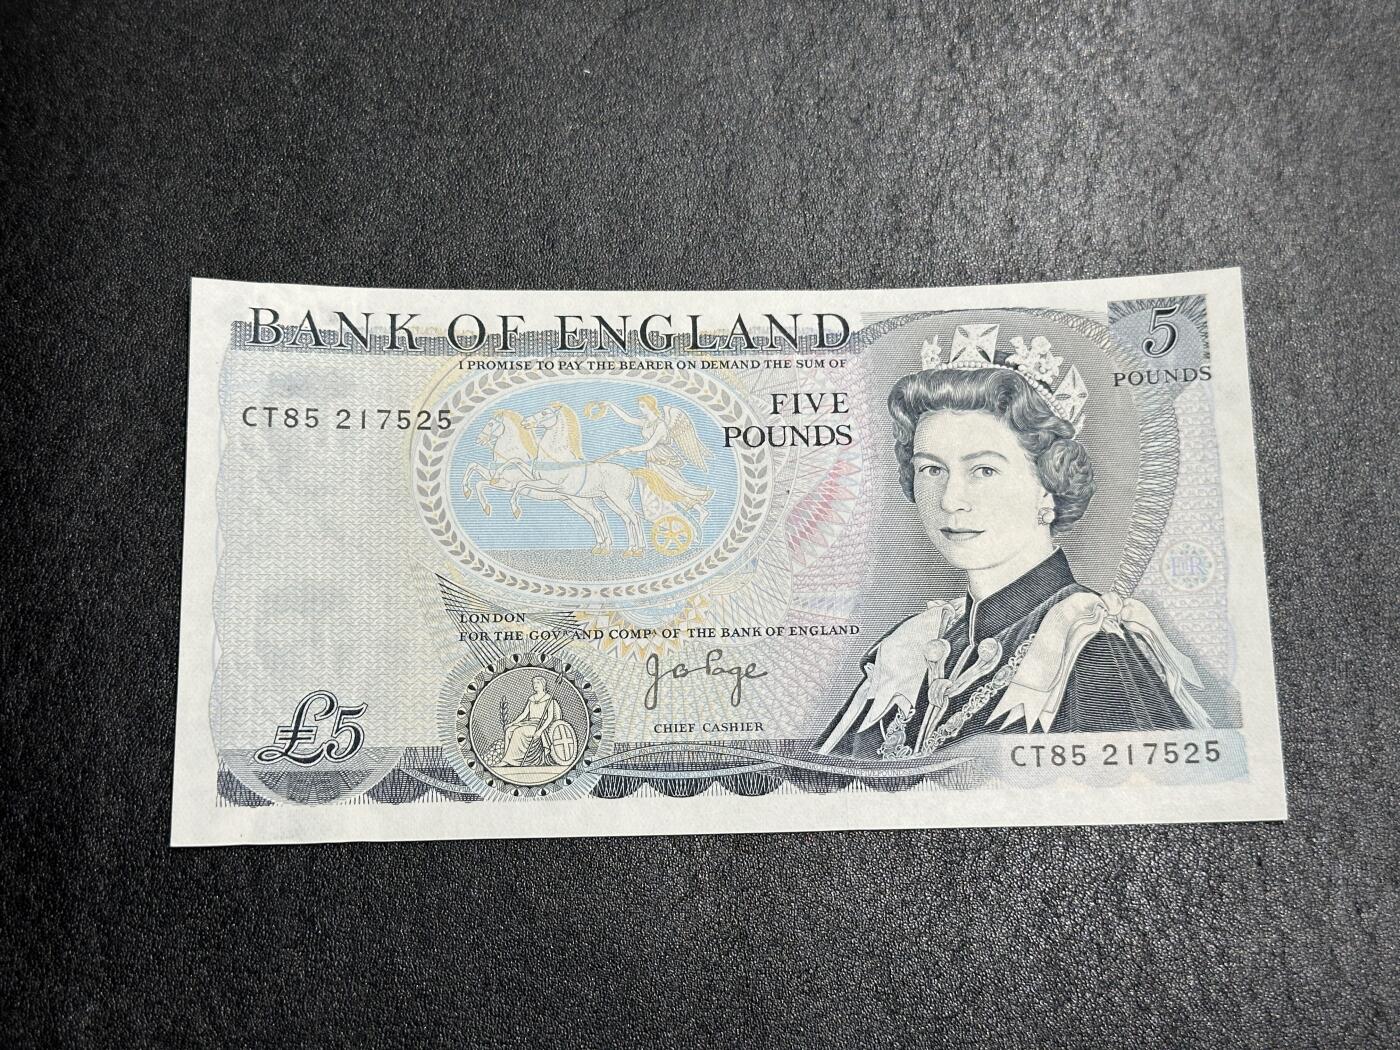 BANK OF ENGLAND
I PROMISE TO PAY THE BEARER ON DEMAND THE SUM OF
5
POUNDS
CT85 217525
FIVE
POUNDS
ER
LONDON
FOR THE GOVR AND COMPA OF THE BANK OF ENGLAND
J B Page
CHIEF CASHIER
£5
CT85 217525